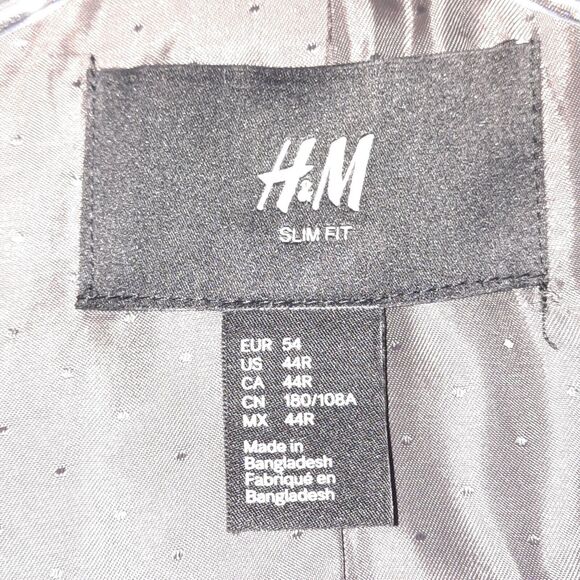 H&M
SLIM FIT
EUR 54
US 44R
CA 44R
CN 180/108A
MX 44R
Made in
Bangladesh
Fabriqué en
Bangladesh